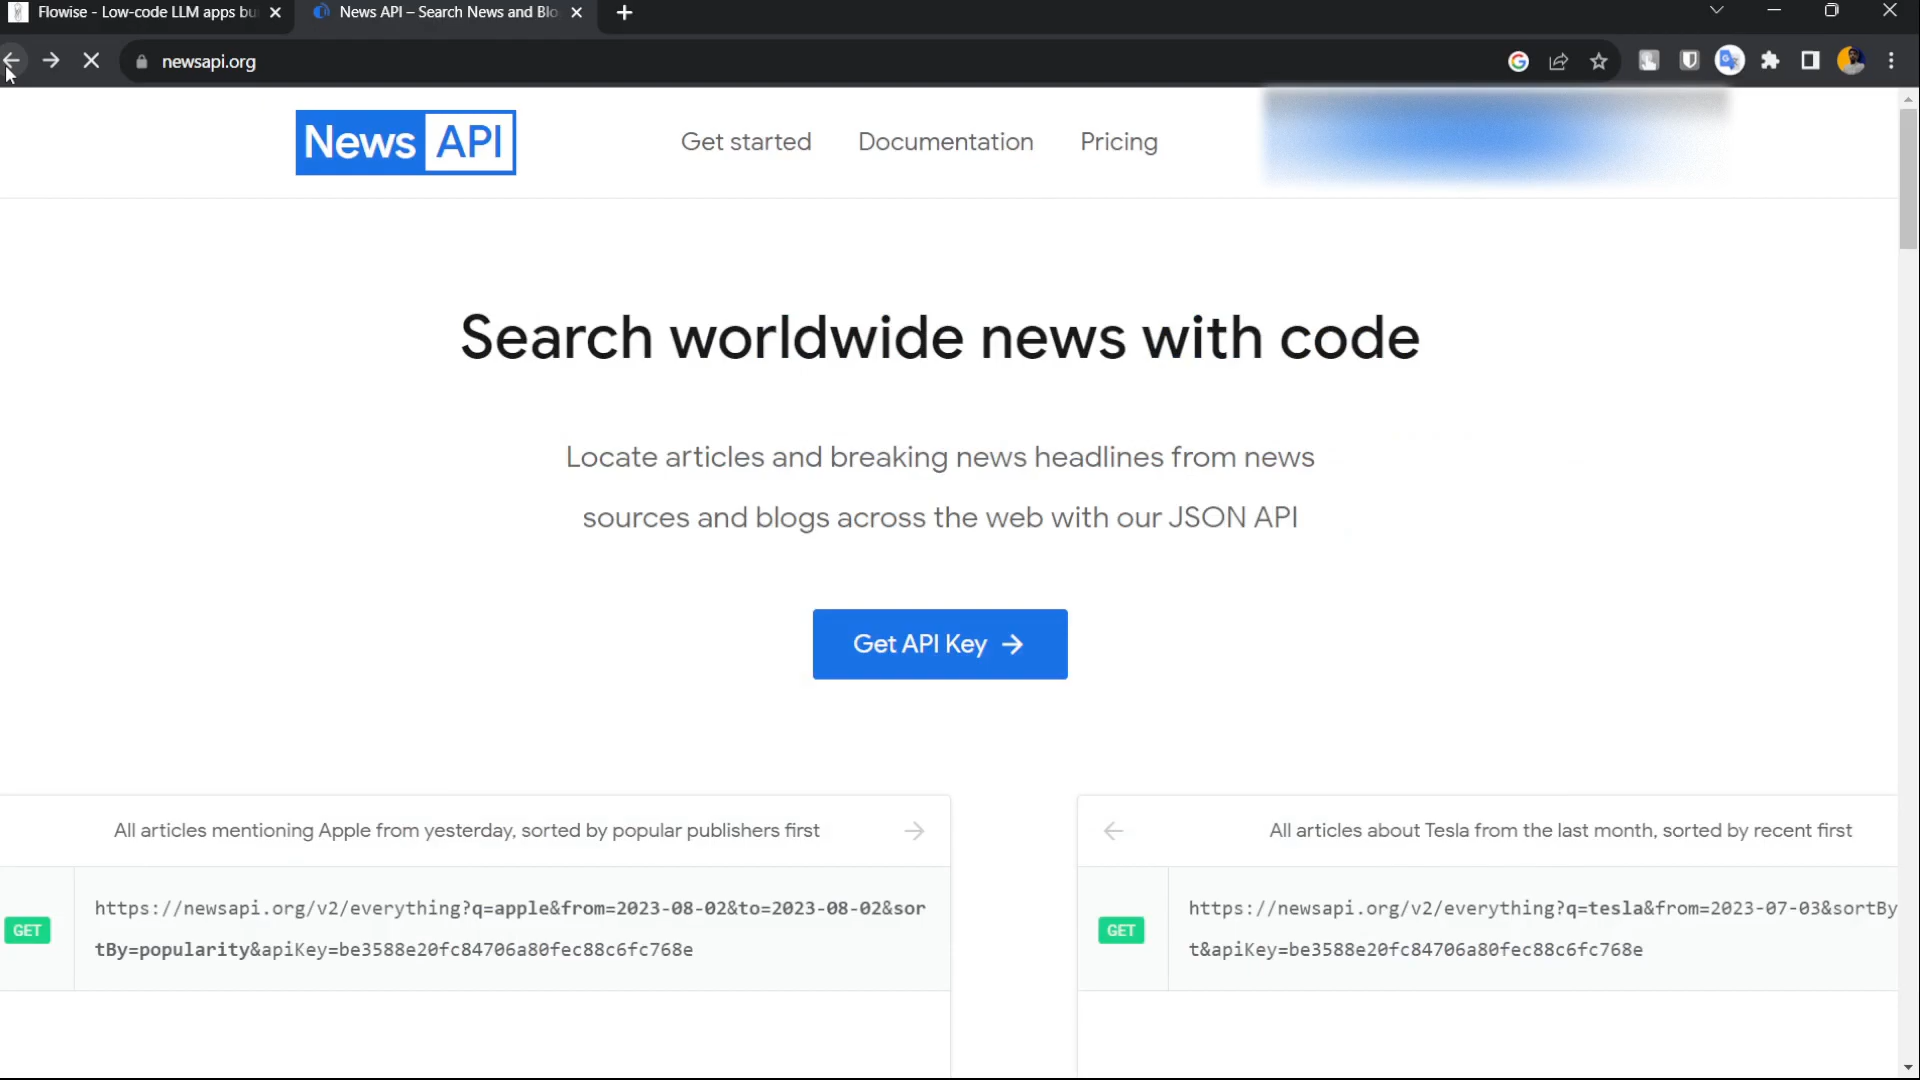 Flowise - Low-code LLM apps bu
News API – Search News and Blo
newsapi.org
News API
Get started
Documentation
Pricing
Search worldwide news with code
Locate articles and breaking news headlines from news
sources and blogs across the web with our JSON API
Get API Key →
All articles mentioning Apple from yesterday, sorted by popular publishers first →
GET
https://newsapi.org/v2/everything?q=apple&from=2023-08-02&to=2023-08-02&sor
tBy=popularity&apiKey=be3588e20fc84706a80fec88c6fc768e
← All articles about Tesla from the last month, sorted by recent first
GET
https://newsapi.org/v2/everything?q=tesla&from=2023-07-03&sortBy
t&apiKey=be3588e20fc84706a80fec88c6fc768e